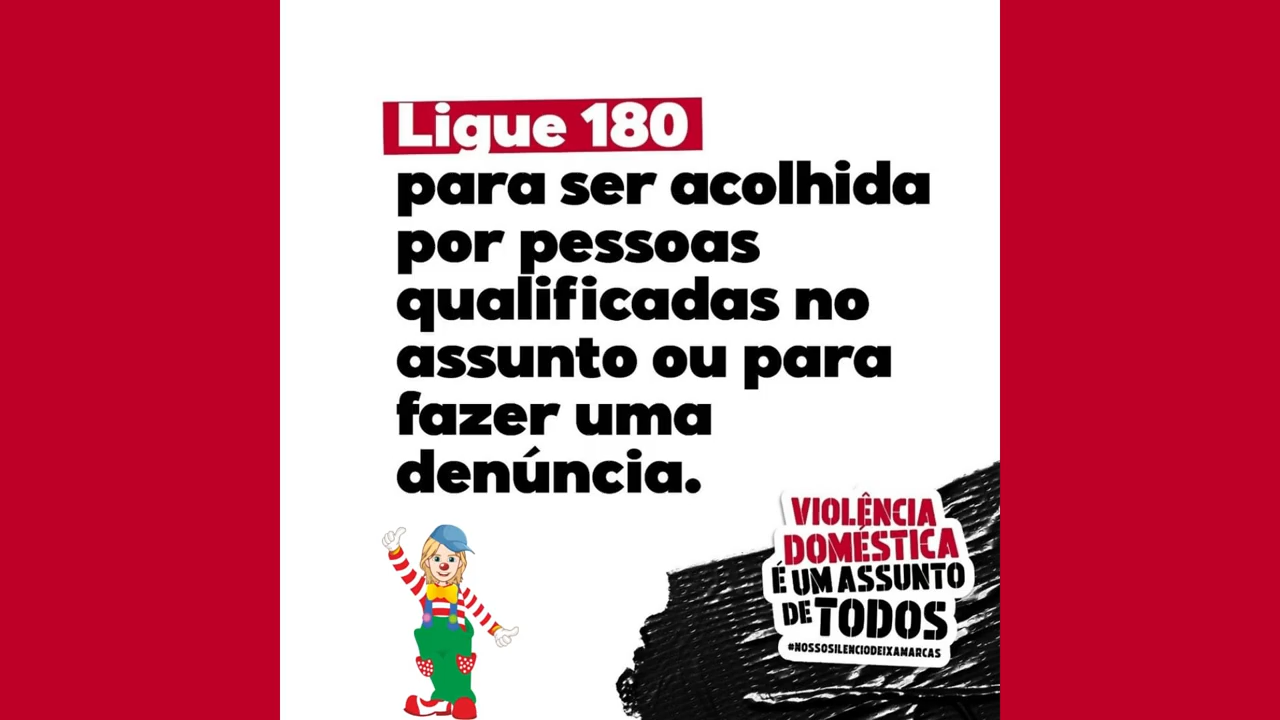 Ligue 180
para ser acolhida
por pessoas
qualificadas no
assunto ou para
fazer uma
denúncia.
VIOLÊNCIA
DOMÉSTICA
É UM ASSUNTO
DE TODOS
#NOSSOSILENCIODEIXAMARCAS